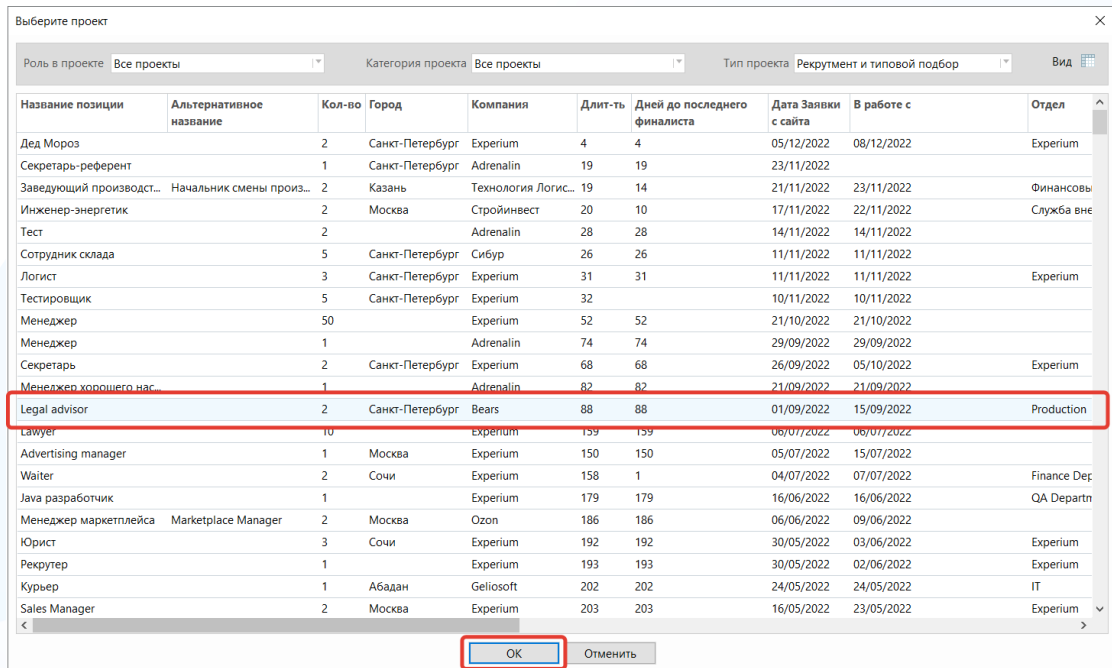 Выберите проект
Роль в проекте Все проекты Категория проекта Все проекты Тип проекта Рекрутмент и типовой подбор Вид
Название позиции Альтернативное название Кол-во Город Компания Длит-ть Дней до последнего финалиста Дата Заявки с сайта В работе с Отдел
Дед Мороз 2 Санкт-Петербург Experium 4 4 05/12/2022 08/12/2022 Experium
Секретарь-референт 1 Санкт-Петербург Adrenalin 19 19 23/11/2022
Заведующий производст... Начальник смены произ... 2 Казань Технология Логис... 19 14 21/11/2022 23/11/2022 Финансовы
Инженер-энергетик 2 Москва Стройинвест 20 10 17/11/2022 22/11/2022 Служба вне
Тест 2 Adrenalin 28 28 14/11/2022 14/11/2022
Сотрудник склада 5 Санкт-Петербург Сибур 26 26 11/11/2022 11/11/2022
Логист 3 Санкт-Петербург Experium 31 31 11/11/2022 11/11/2022 Experium
Тестировщик 5 Санкт-Петербург Experium 32 10/11/2022 10/11/2022
Менеджер 50 Experium 52 52 21/10/2022 21/10/2022
Менеджер 1 Adrenalin 74 74 29/09/2022 29/09/2022
Секретарь 2 Санкт-Петербург Experium 68 68 26/09/2022 05/10/2022 Experium
Менеджер хорошего нас... 1 Adrenalin 82 82 21/09/2022 21/09/2022
Legal advisor 2 Санкт-Петербург Bears 88 88 01/09/2022 15/09/2022 Production
Lawyer 10 Experium 159 159 06/07/2022 06/07/2022
Advertising manager 1 Москва Experium 150 150 05/07/2022 15/07/2022
Waiter 2 Сочи Experium 158 1 04/07/2022 07/07/2022 Finance Dep
Java разработчик 1 Experium 179 179 16/06/2022 16/06/2022 QA Departm
Менеджер маркетплейса Marketplace Manager 2 Москва Ozon 186 186 06/06/2022 09/06/2022
Юрист 3 Сочи Experium 192 192 30/05/2022 03/06/2022 Experium
Рекрутер 1 Experium 193 193 30/05/2022 02/06/2022 Experium
Курьер 1 Абадан Geliosoft 202 202 24/05/2022 24/05/2022 IT
Sales Manager 2 Москва Experium 203 203 16/05/2022 23/05/2022 Experium
OK Отменить